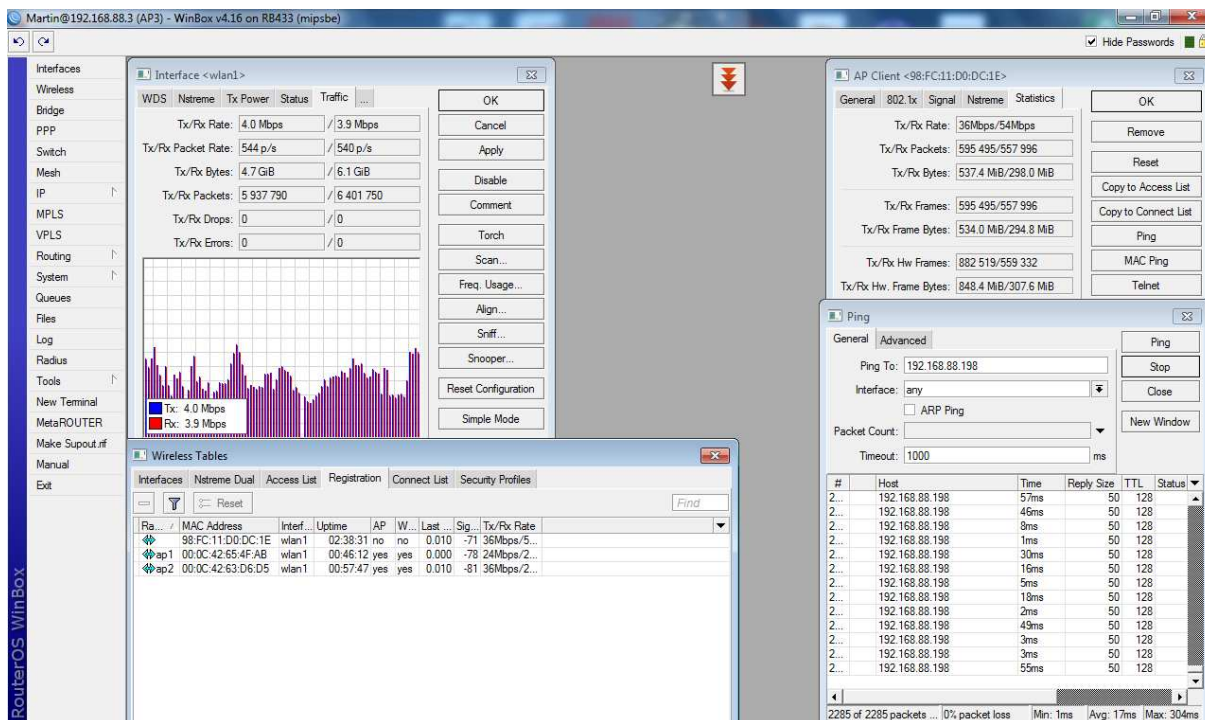 Martin@192.168.88.3 (AP3) - WinBox v4.16 on RB433 (mipsbe)
Hide Passwords
Interfaces
Wireless
Bridge
PPP
Switch
Mesh
IP
MPLS
VPLS
Routing
System
Queues
Files
Log
Radius
Tools
New Terminal
MetaROUTER
Make Supout.rif
Manual
Exit
RouterOS WinBox
Interface <wlan1>
WDS Nstreme Tx Power Status Traffic ...
Tx/Rx Rate: 4.0 Mbps / 3.9 Mbps
Tx/Rx Packet Rate: 544 p/s / 540 p/s
Tx/Rx Bytes: 4.7 GiB / 6.1 GiB
Tx/Rx Packets: 5 937 790 / 6 401 750
Tx/Rx Drops: 0 / 0
Tx/Rx Errors: 0 / 0
Tx: 4.0 Mbps
Rx: 3.9 Mbps
OK
Cancel
Apply
Disable
Comment
Torch
Scan...
Freq. Usage...
Align...
Sniff...
Snooper...
Reset Configuration
Simple Mode
AP Client <98:FC:11:D0:DC:1E>
General 802.1x Signal Nstreme Statistics
Tx/Rx Rate: 36Mbps/54Mbps
Tx/Rx Packets: 595 495/557 996
Tx/Rx Bytes: 537.4 MiB/298.0 MiB
Tx/Rx Frames: 595 495/557 996
Tx/Rx Frame Bytes: 534.0 MiB/294.8 MiB
Tx/Rx Hw Frames: 882 519/559 332
Tx/Rx Hw. Frame Bytes: 848.4 MiB/307.6 MiB
OK
Remove
Reset
Copy to Access List
Copy to Connect List
Ping
MAC Ping
Telnet
Wireless Tables
Interfaces Nstreme Dual Access List Registration Connect List Security Profiles
Reset
Find
Ra... / MAC Address Interf... Uptime AP W... Last ... Sig... Tx/Rx Rate
98:FC:11:D0:DC:1E wlan1 02:38:31 no no 0.010 -71 36Mbps/5...
ap1 00:0C:42:65:4F:AB wlan1 00:46:12 yes yes 0.000 -78 24Mbps/2...
ap2 00:0C:42:63:D6:D5 wlan1 00:57:47 yes yes 0.010 -81 36Mbps/2...
Ping
General Advanced
Ping To: 192.168.88.198
Interface: any
ARP Ping
Packet Count:
Timeout: 1000 ms
Ping
Stop
Close
New Window
# Host Time Reply Size TTL Status
2... 192.168.88.198 57ms 50 128
2... 192.168.88.198 46ms 50 128
2... 192.168.88.198 8ms 50 128
2... 192.168.88.198 1ms 50 128
2... 192.168.88.198 30ms 50 128
2... 192.168.88.198 16ms 50 128
2... 192.168.88.198 5ms 50 128
2... 192.168.88.198 18ms 50 128
2... 192.168.88.198 2ms 50 128
2... 192.168.88.198 49ms 50 128
2... 192.168.88.198 3ms 50 128
2... 192.168.88.198 3ms 50 128
2... 192.168.88.198 55ms 50 128
2285 of 2285 packets ... 0% packet loss Min: 1ms Avg: 17ms Max: 304ms